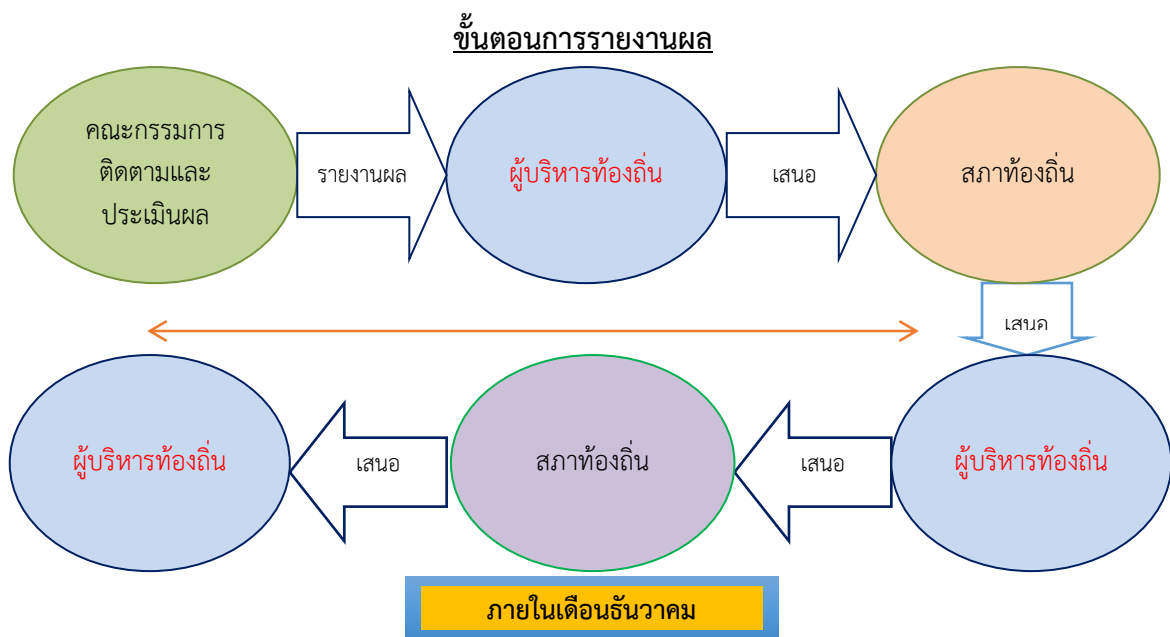 ขั้นตอนการรายงานผล
คณะกรรมการ
ติดตามและ
ประเมินผล
รายงานผล
ผู้บริหารท้องถิ่น
เสนอ
สภาท้องถิ่น
เสนอ
ผู้บริหารท้องถิ่น
เสนอ
สภาท้องถิ่น
เสนอ
ผู้บริหารท้องถิ่น
ภายในเดือนธันวาคม